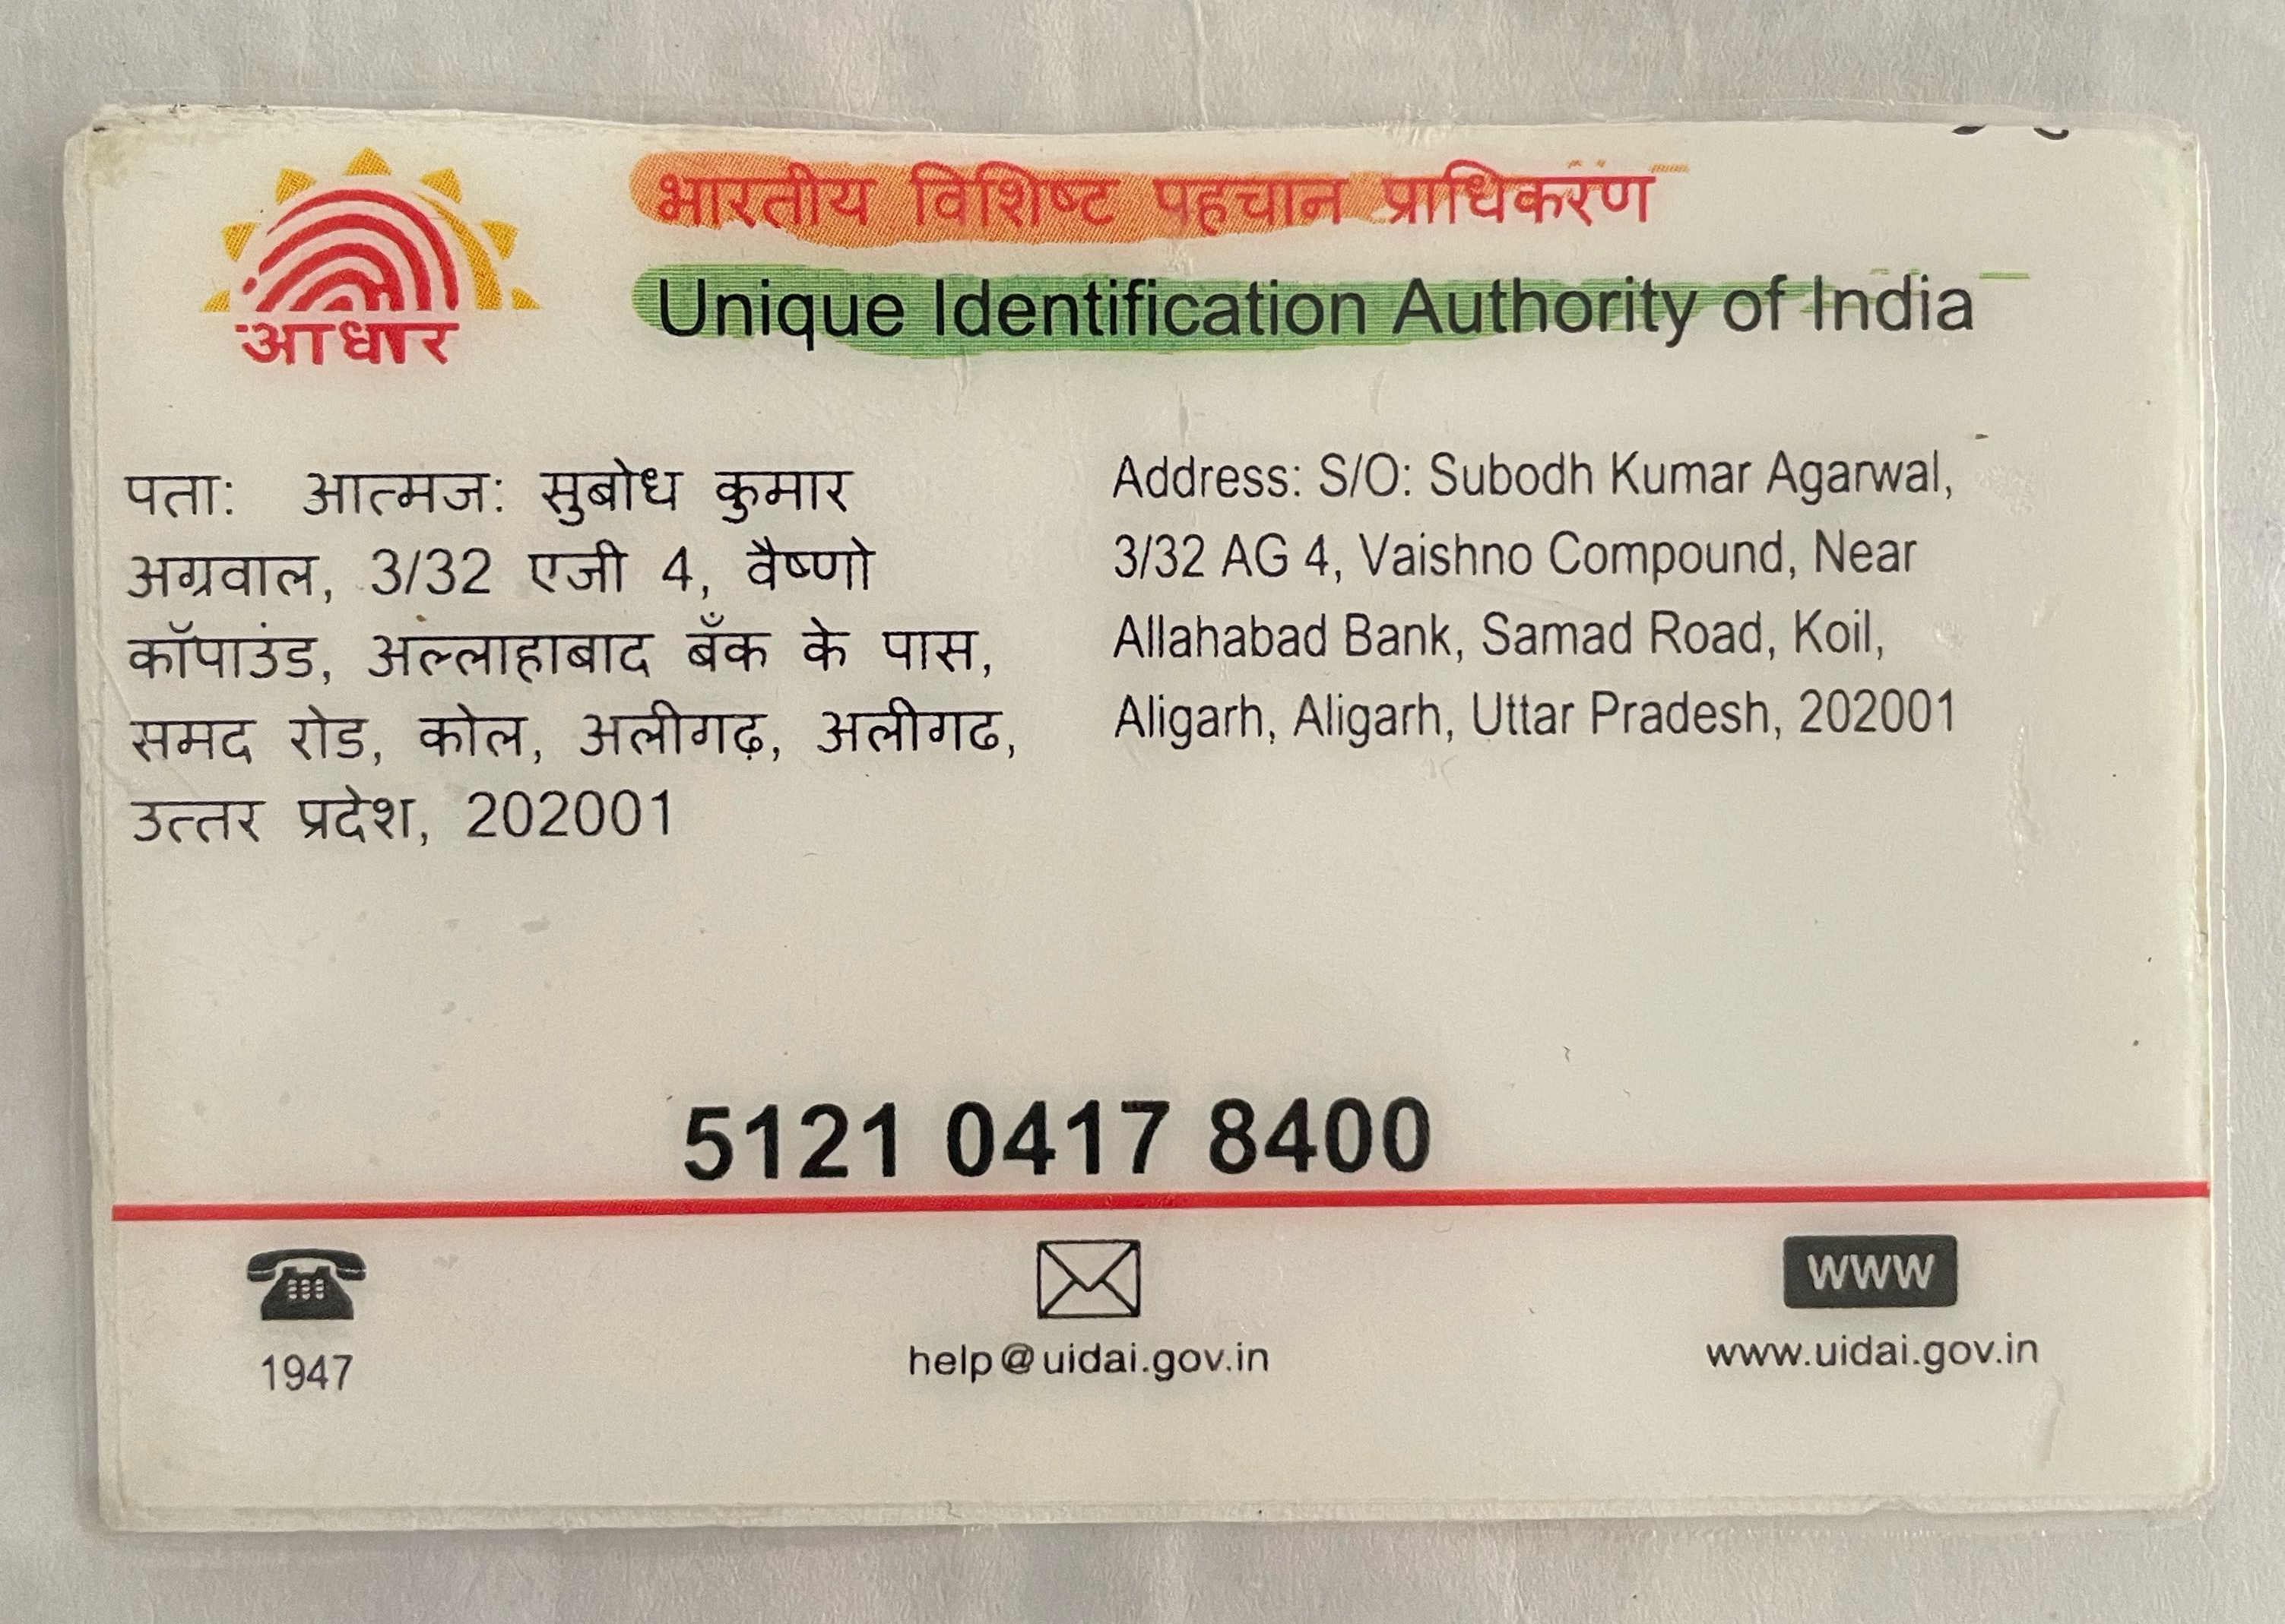 भारतीय विशिष्ट पहचान प्राधिकरण
Unique Identification Authority of India
आधार
पता: आत्मज: सुबोध कुमार
अग्रवाल, 3/32 एजी 4, वैष्णो
कॉपाउंड, अल्लाहाबाद बँक के पास,
समद रोड, कोल, अलीगढ़, अलीगढ,
उत्तर प्रदेश, 202001
Address: S/O: Subodh Kumar Agarwal,
3/32 AG 4, Vaishno Compound, Near
Allahabad Bank, Samad Road, Koil,
Aligarh, Aligarh, Uttar Pradesh, 202001
5121 0417 8400
1947
help@uidai.gov.in
WWW
www.uidai.gov.in